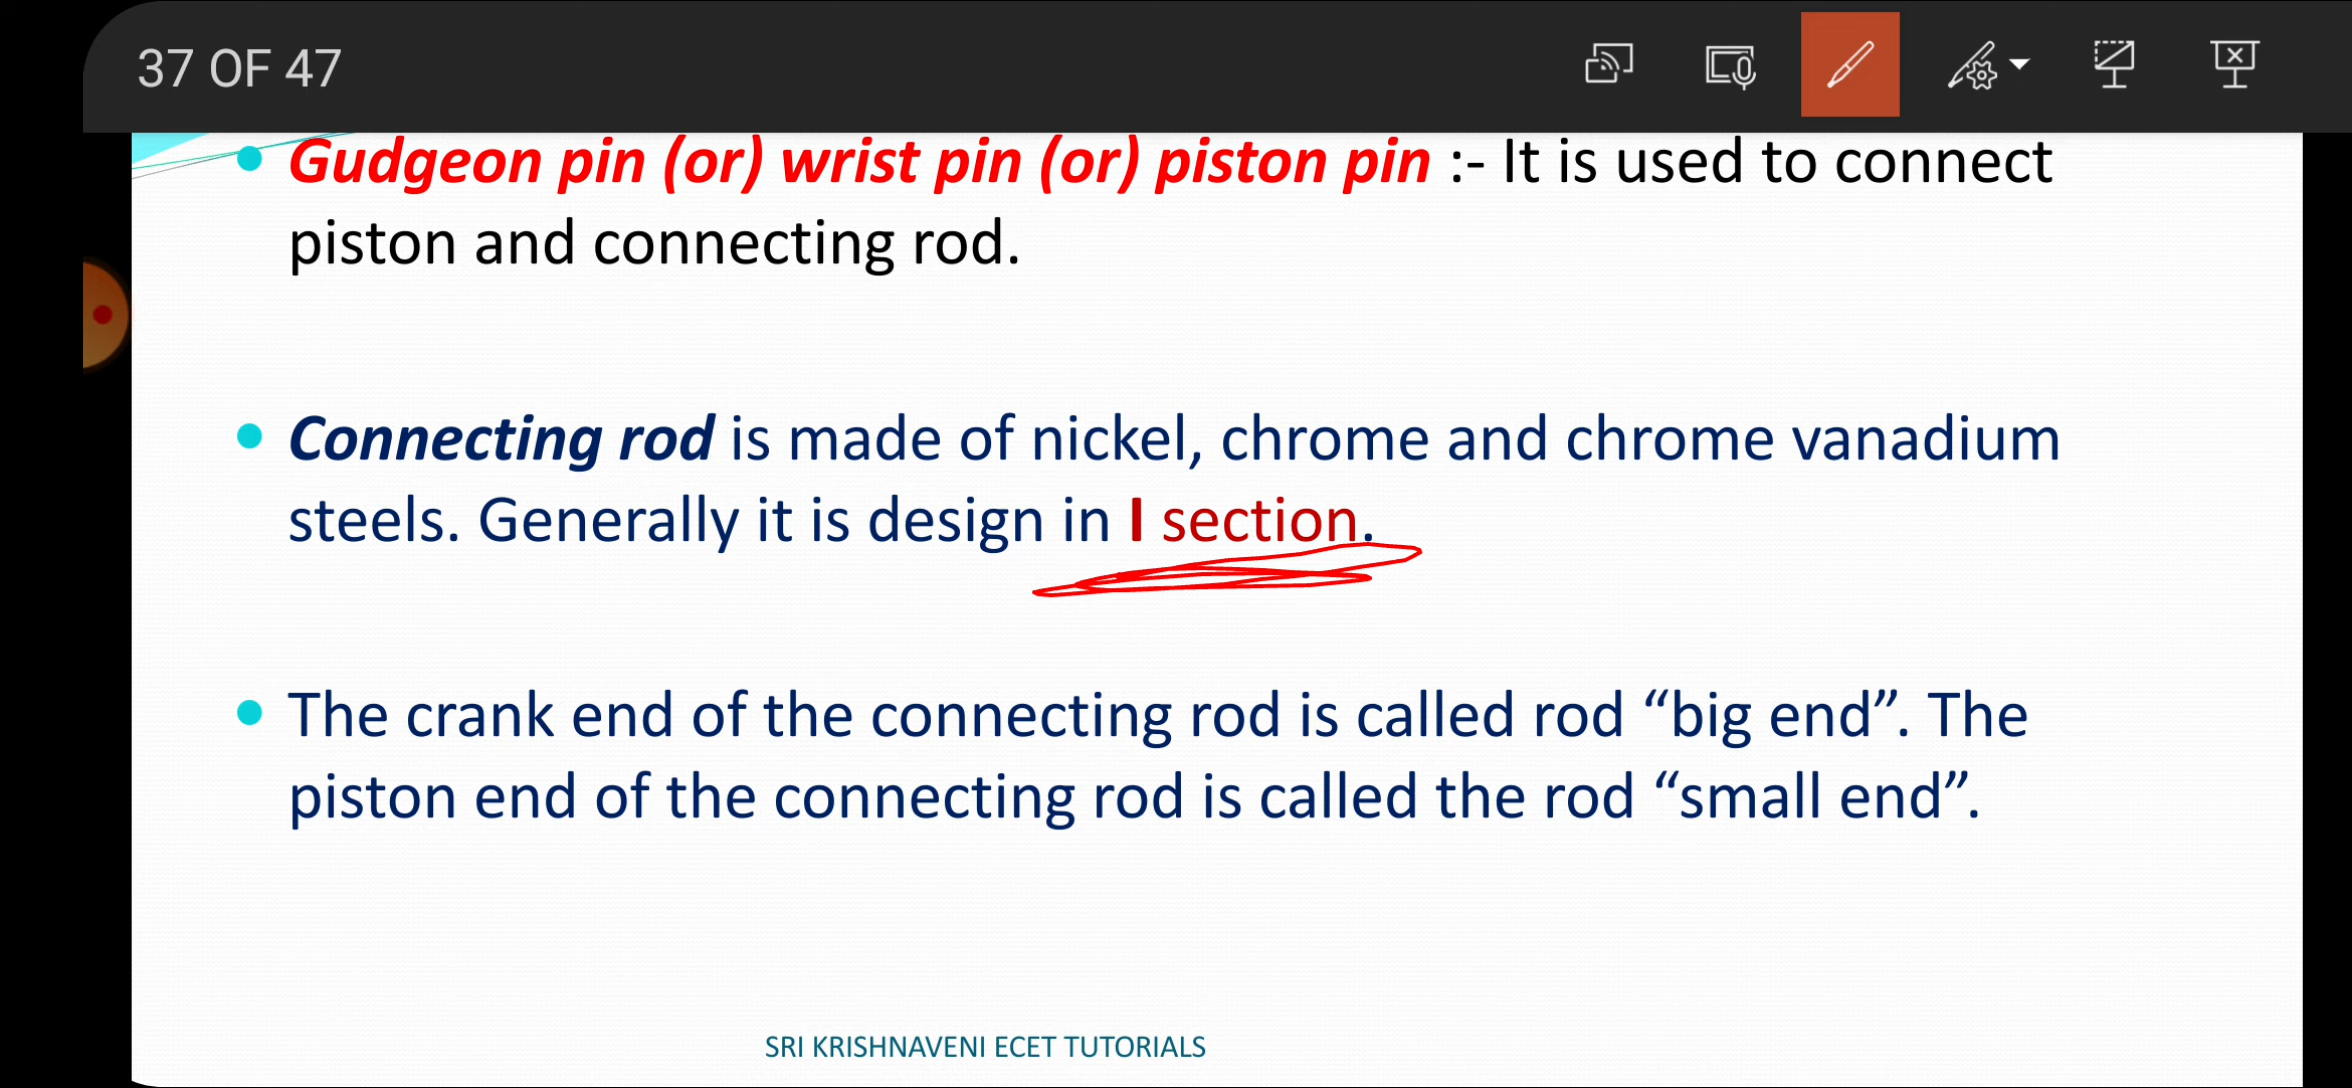 37 OF 47
Gudgeon pin (or) wrist pin (or) piston pin :- It is used to connect
piston and connecting rod.
Connecting rod is made of nickel, chrome and chrome vanadium
steels. Generally it is design in I section.
The crank end of the connecting rod is called rod “big end”. The
piston end of the connecting rod is called the rod “small end”.
SRI KRISHNAVENI ECET TUTORIALS